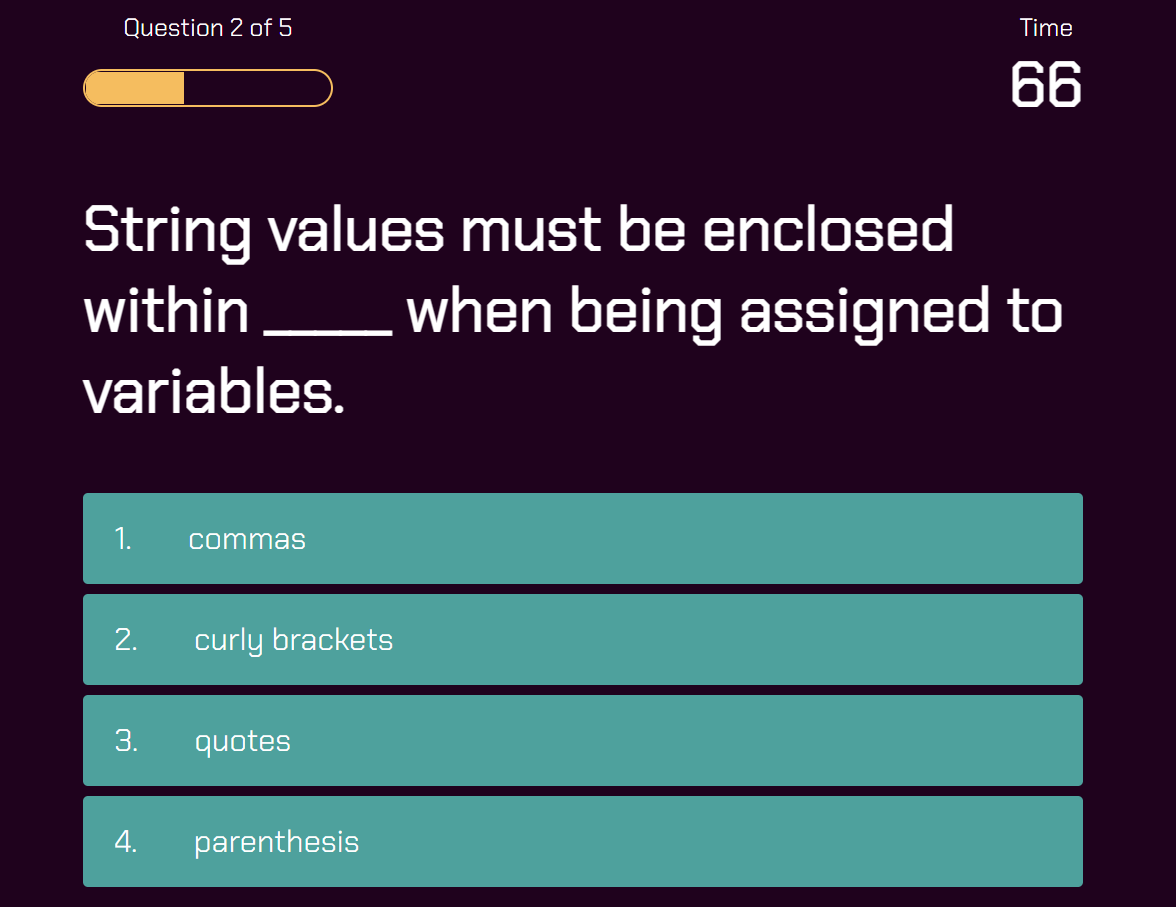 Question 2 of 5
Time
66
String values must be enclosed
within _____ when being assigned to
variables.
1. commas
2. curly brackets
3. quotes
4. parenthesis